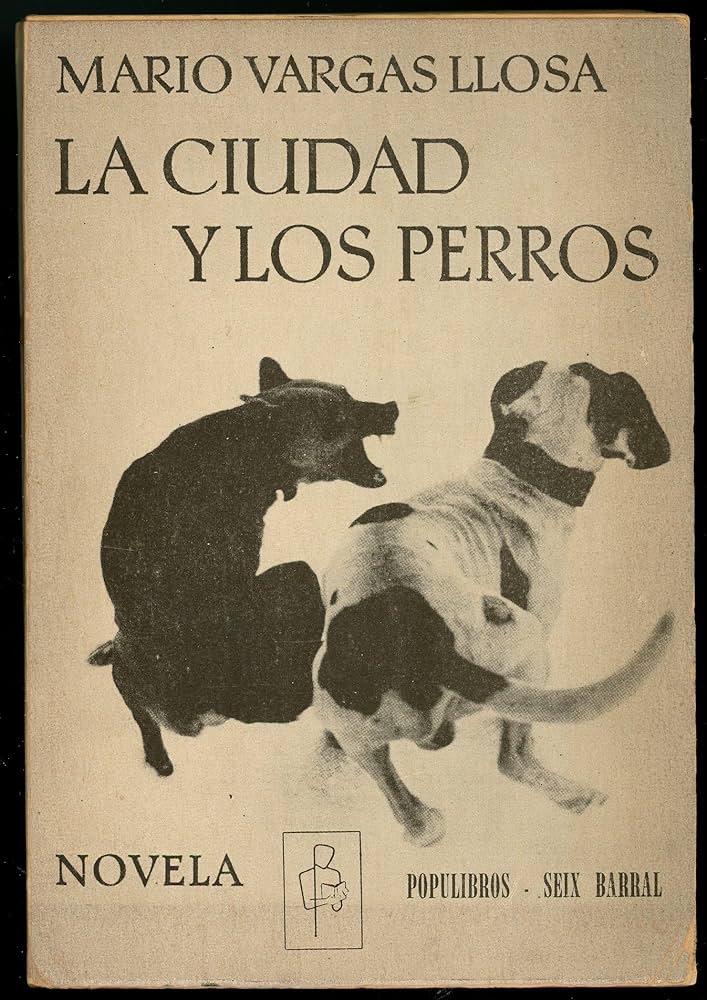 MARIO VARGAS LLOSA
LA CIUDAD
Y LOS PERROS
NOVELA
POPULIBROS - SEIX BARRAL